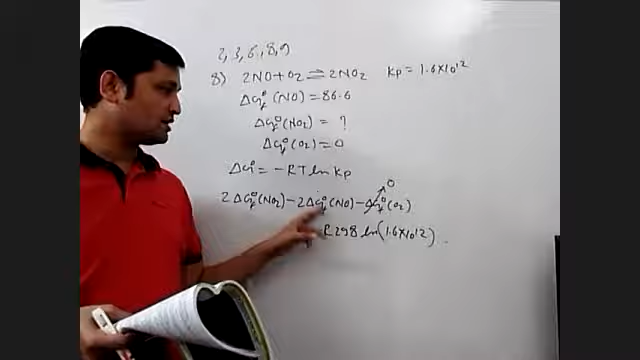 2, 3, 6, 8, 9
8) 2NO + O₂ ⇌ 2NO₂ Kp = 1.6×10¹²
ΔG°f (NO) = 86.6
ΔG°f (NO₂) = ?
ΔG°f (O₂) = 0
ΔG° = -RT ln Kp
2ΔG°f (NO₂) - 2ΔG°f (NO) - ΔG°f (O₂) 0
R 298 ln (1.6×10¹²)